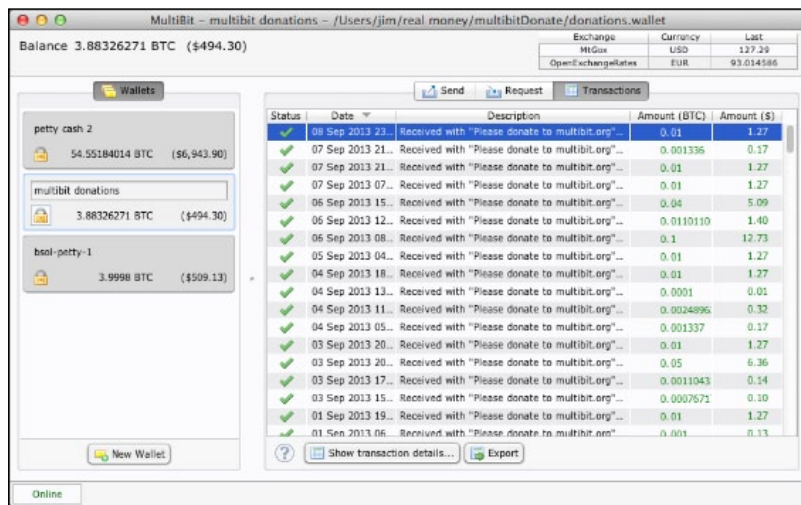 MultiBit - multibit donations - /Users/jim/real money/multibitDonate/donations.wallet
Balance 3.88326271 BTC ($494.30)
Exchange Currency Last
MtGox USD 127.29
OpenExchangeRates EUR 93.014586
Wallets
petty cash 2
54.55184014 BTC ($6,943.90)
multibit donations
3.88326271 BTC ($494.30)
bsol-petty-1
3.9998 BTC ($509.13)
New Wallet
Send Request Transactions
Status Date Description Amount (BTC) Amount ($)
08 Sep 2013 23... Received with "Please donate to multibit.org"... 0.01 1.27
07 Sep 2013 21... Received with "Please donate to multibit.org"... 0.001336 0.17
07 Sep 2013 21... Received with "Please donate to multibit.org"... 0.01 1.27
07 Sep 2013 07... Received with "Please donate to multibit.org"... 0.01 1.27
06 Sep 2013 15... Received with "Please donate to multibit.org"... 0.04 5.09
06 Sep 2013 12... Received with "Please donate to multibit.org"... 0.0110110 1.40
06 Sep 2013 08... Received with "Please donate to multibit.org"... 0.1 12.73
05 Sep 2013 04... Received with "Please donate to multibit.org"... 0.01 1.27
04 Sep 2013 18... Received with "Please donate to multibit.org"... 0.01 1.27
04 Sep 2013 13... Received with "Please donate to multibit.org"... 0.0001 0.01
04 Sep 2013 11... Received with "Please donate to multibit.org"... 0.0024896 0.32
04 Sep 2013 05... Received with "Please donate to multibit.org"... 0.001337 0.17
03 Sep 2013 20... Received with "Please donate to multibit.org"... 0.01 1.27
03 Sep 2013 20... Received with "Please donate to multibit.org"... 0.05 6.36
03 Sep 2013 17... Received with "Please donate to multibit.org"... 0.0011043 0.14
03 Sep 2013 15... Received with "Please donate to multibit.org"... 0.0007671 0.10
01 Sep 2013 19... Received with "Please donate to multibit.org"... 0.01 1.27
01 Sep 2013 06... Received with "Please donate to multibit.org"... 0.001 0.13
? Show transaction details... Export
Online